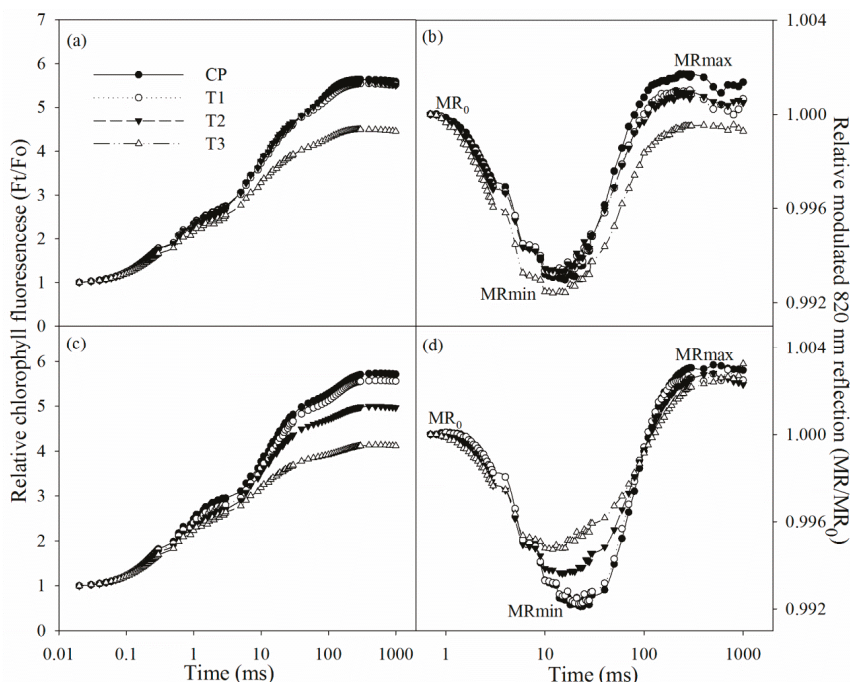 (a)
CP
T1
T2
T3
7
6
5
4
3
2
1
0
(b)
MR0
MRmax
MRmin
1.004
1.000
0.996
0.992
(c)
6
5
4
3
2
1
0
0.01 0.1 1 10 100 1000
Time (ms)
(d)
MR0
MRmax
MRmin
1.004
1.000
0.996
0.992
1 10 100 1000
Time (ms)
Relative chlorophyll fluoresencese (Ft/Fo)
Relative modulated 820 nm reflection (MR/MR0)